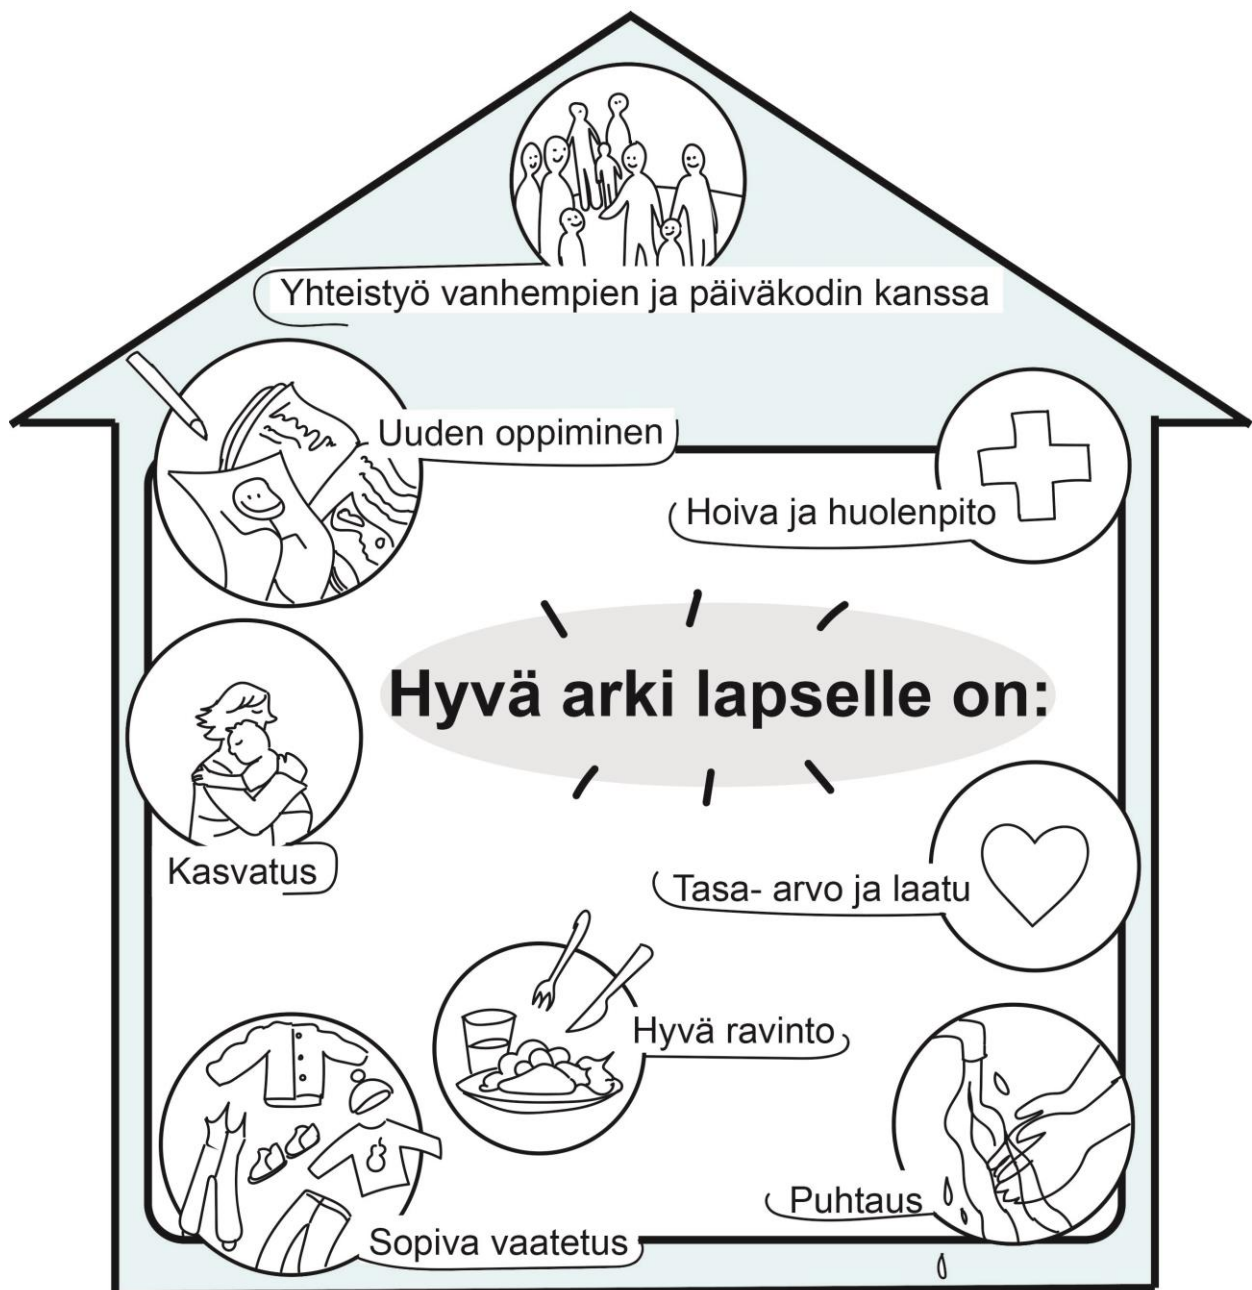 Yhteistyö vanhempien ja päiväkodin kanssa
Uuden oppiminen
Hoiva ja huolenpito
Hyvä arki lapselle on:
Kasvatus
Tasa- arvo ja laatu
Hyvä ravinto
Puhtaus
Sopiva vaatetus